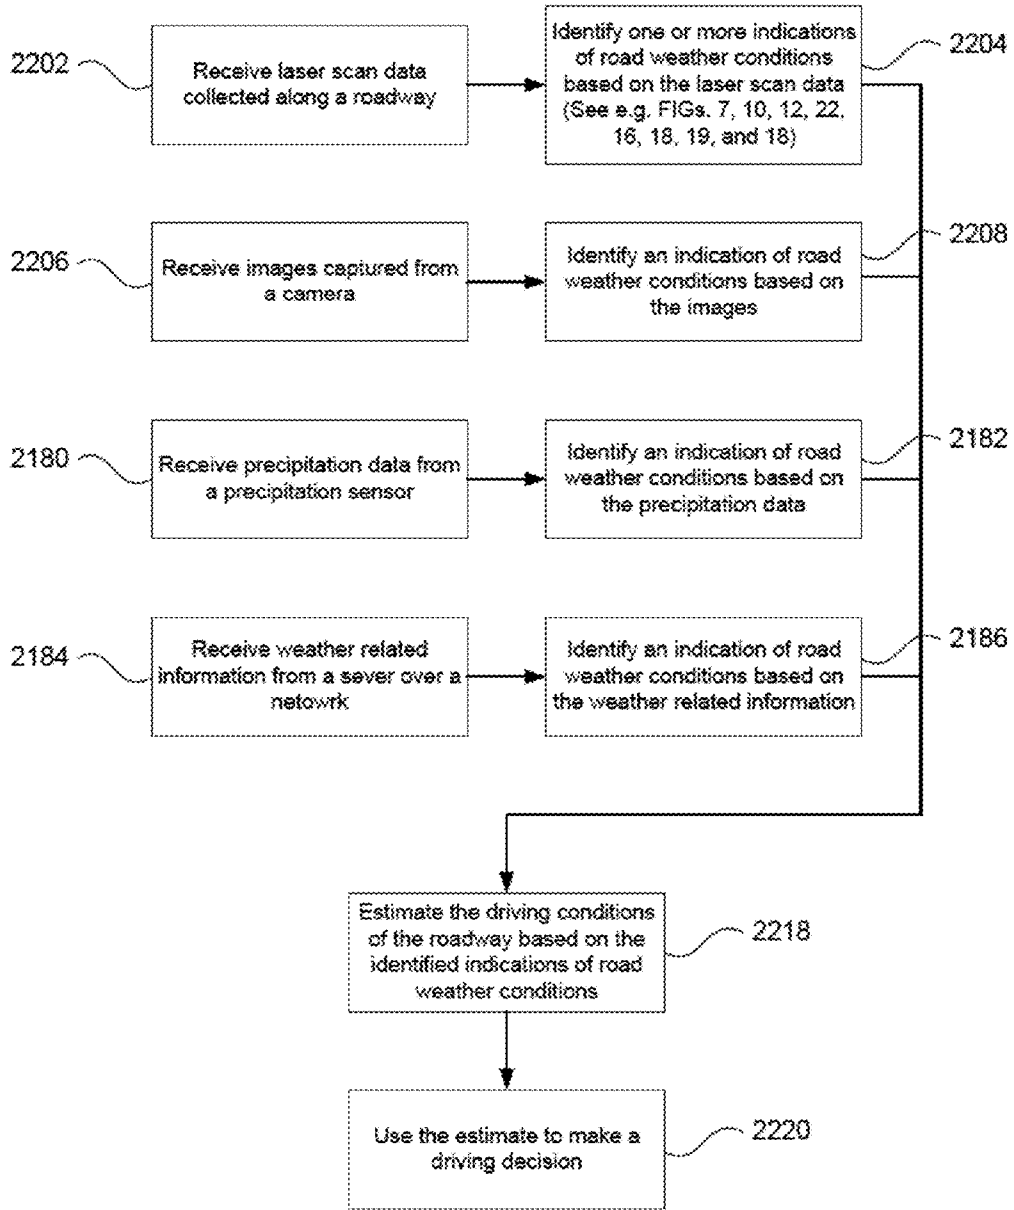 2202
Receive laser scan data
collected along a roadway
Identify one or more indications
of road weather conditions
based on the laser scan data
(See e.g. FIGs. 7, 10, 12, 22,
16, 18, 19, and 18)
2204
2206
Receive images captured from
a camera
Identify an indication of road
weather conditions based on
the images
2208
2180
Receive precipitation data from
a precipitation sensor
Identify an indication of road
weather conditions based on
the precipitation data
2182
2184
Receive weather related
information from a sever over a
netowrk
Identify an indication of road
weather conditions based on
the weather related information
2186
Estimate the driving conditions
of the roadway based on the
identified indications of road
weather conditions
2218
Use the estimate to make a
driving decision
2220